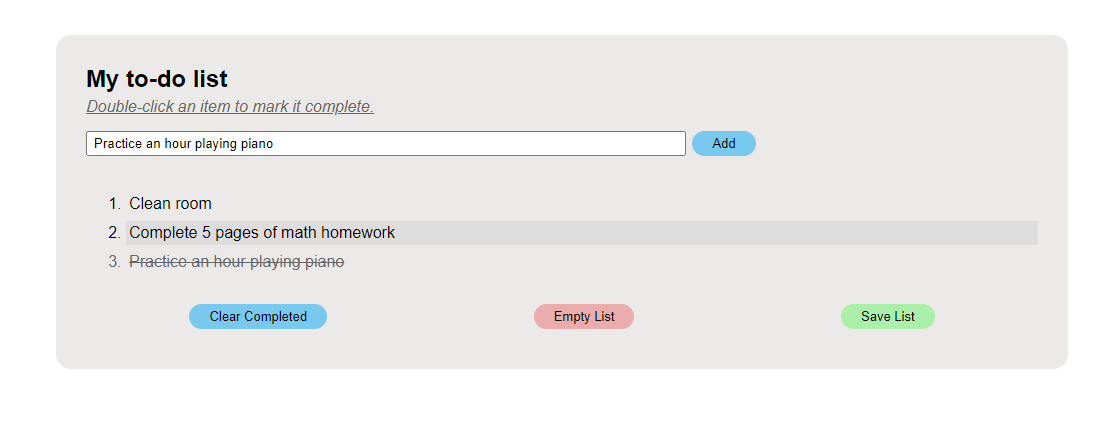 My to-do list
Double-click an item to mark it complete.
Practice an hour playing piano Add
1. Clean room
2. Complete 5 pages of math homework
3. Practice an hour playing piano
Clear Completed Empty List Save List